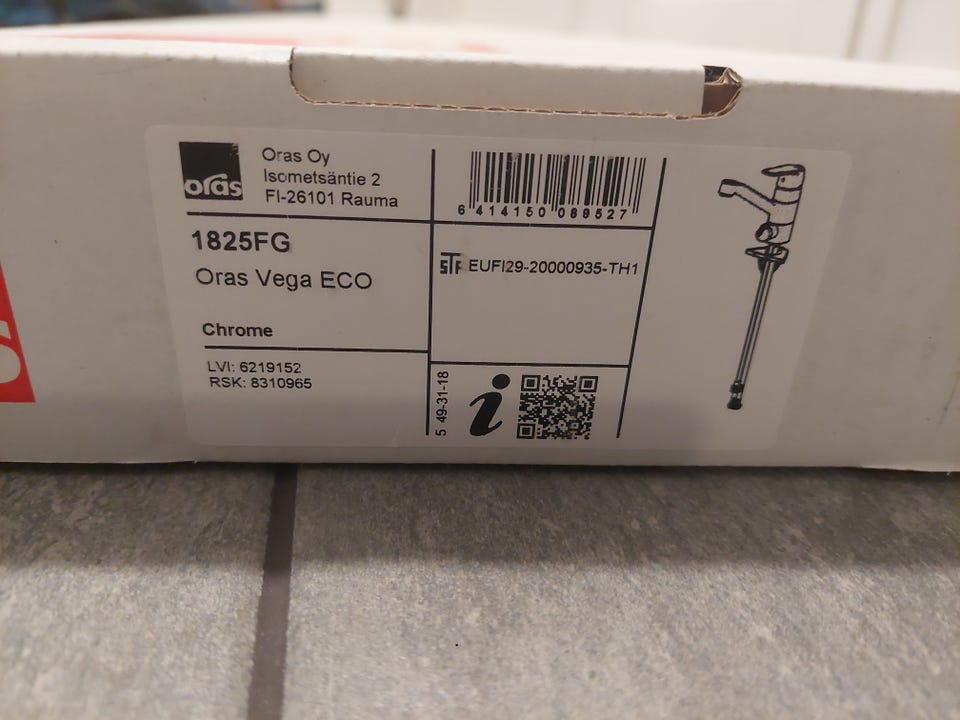 oras
Oras Oy
Isometsäntie 2
FI-26101 Rauma
1825FG
Oras Vega ECO
Chrome
LVI: 6219152
RSK: 8310965
6 414150 089527
STF EUFI29-20000935-TH1
5 49-31-18
i